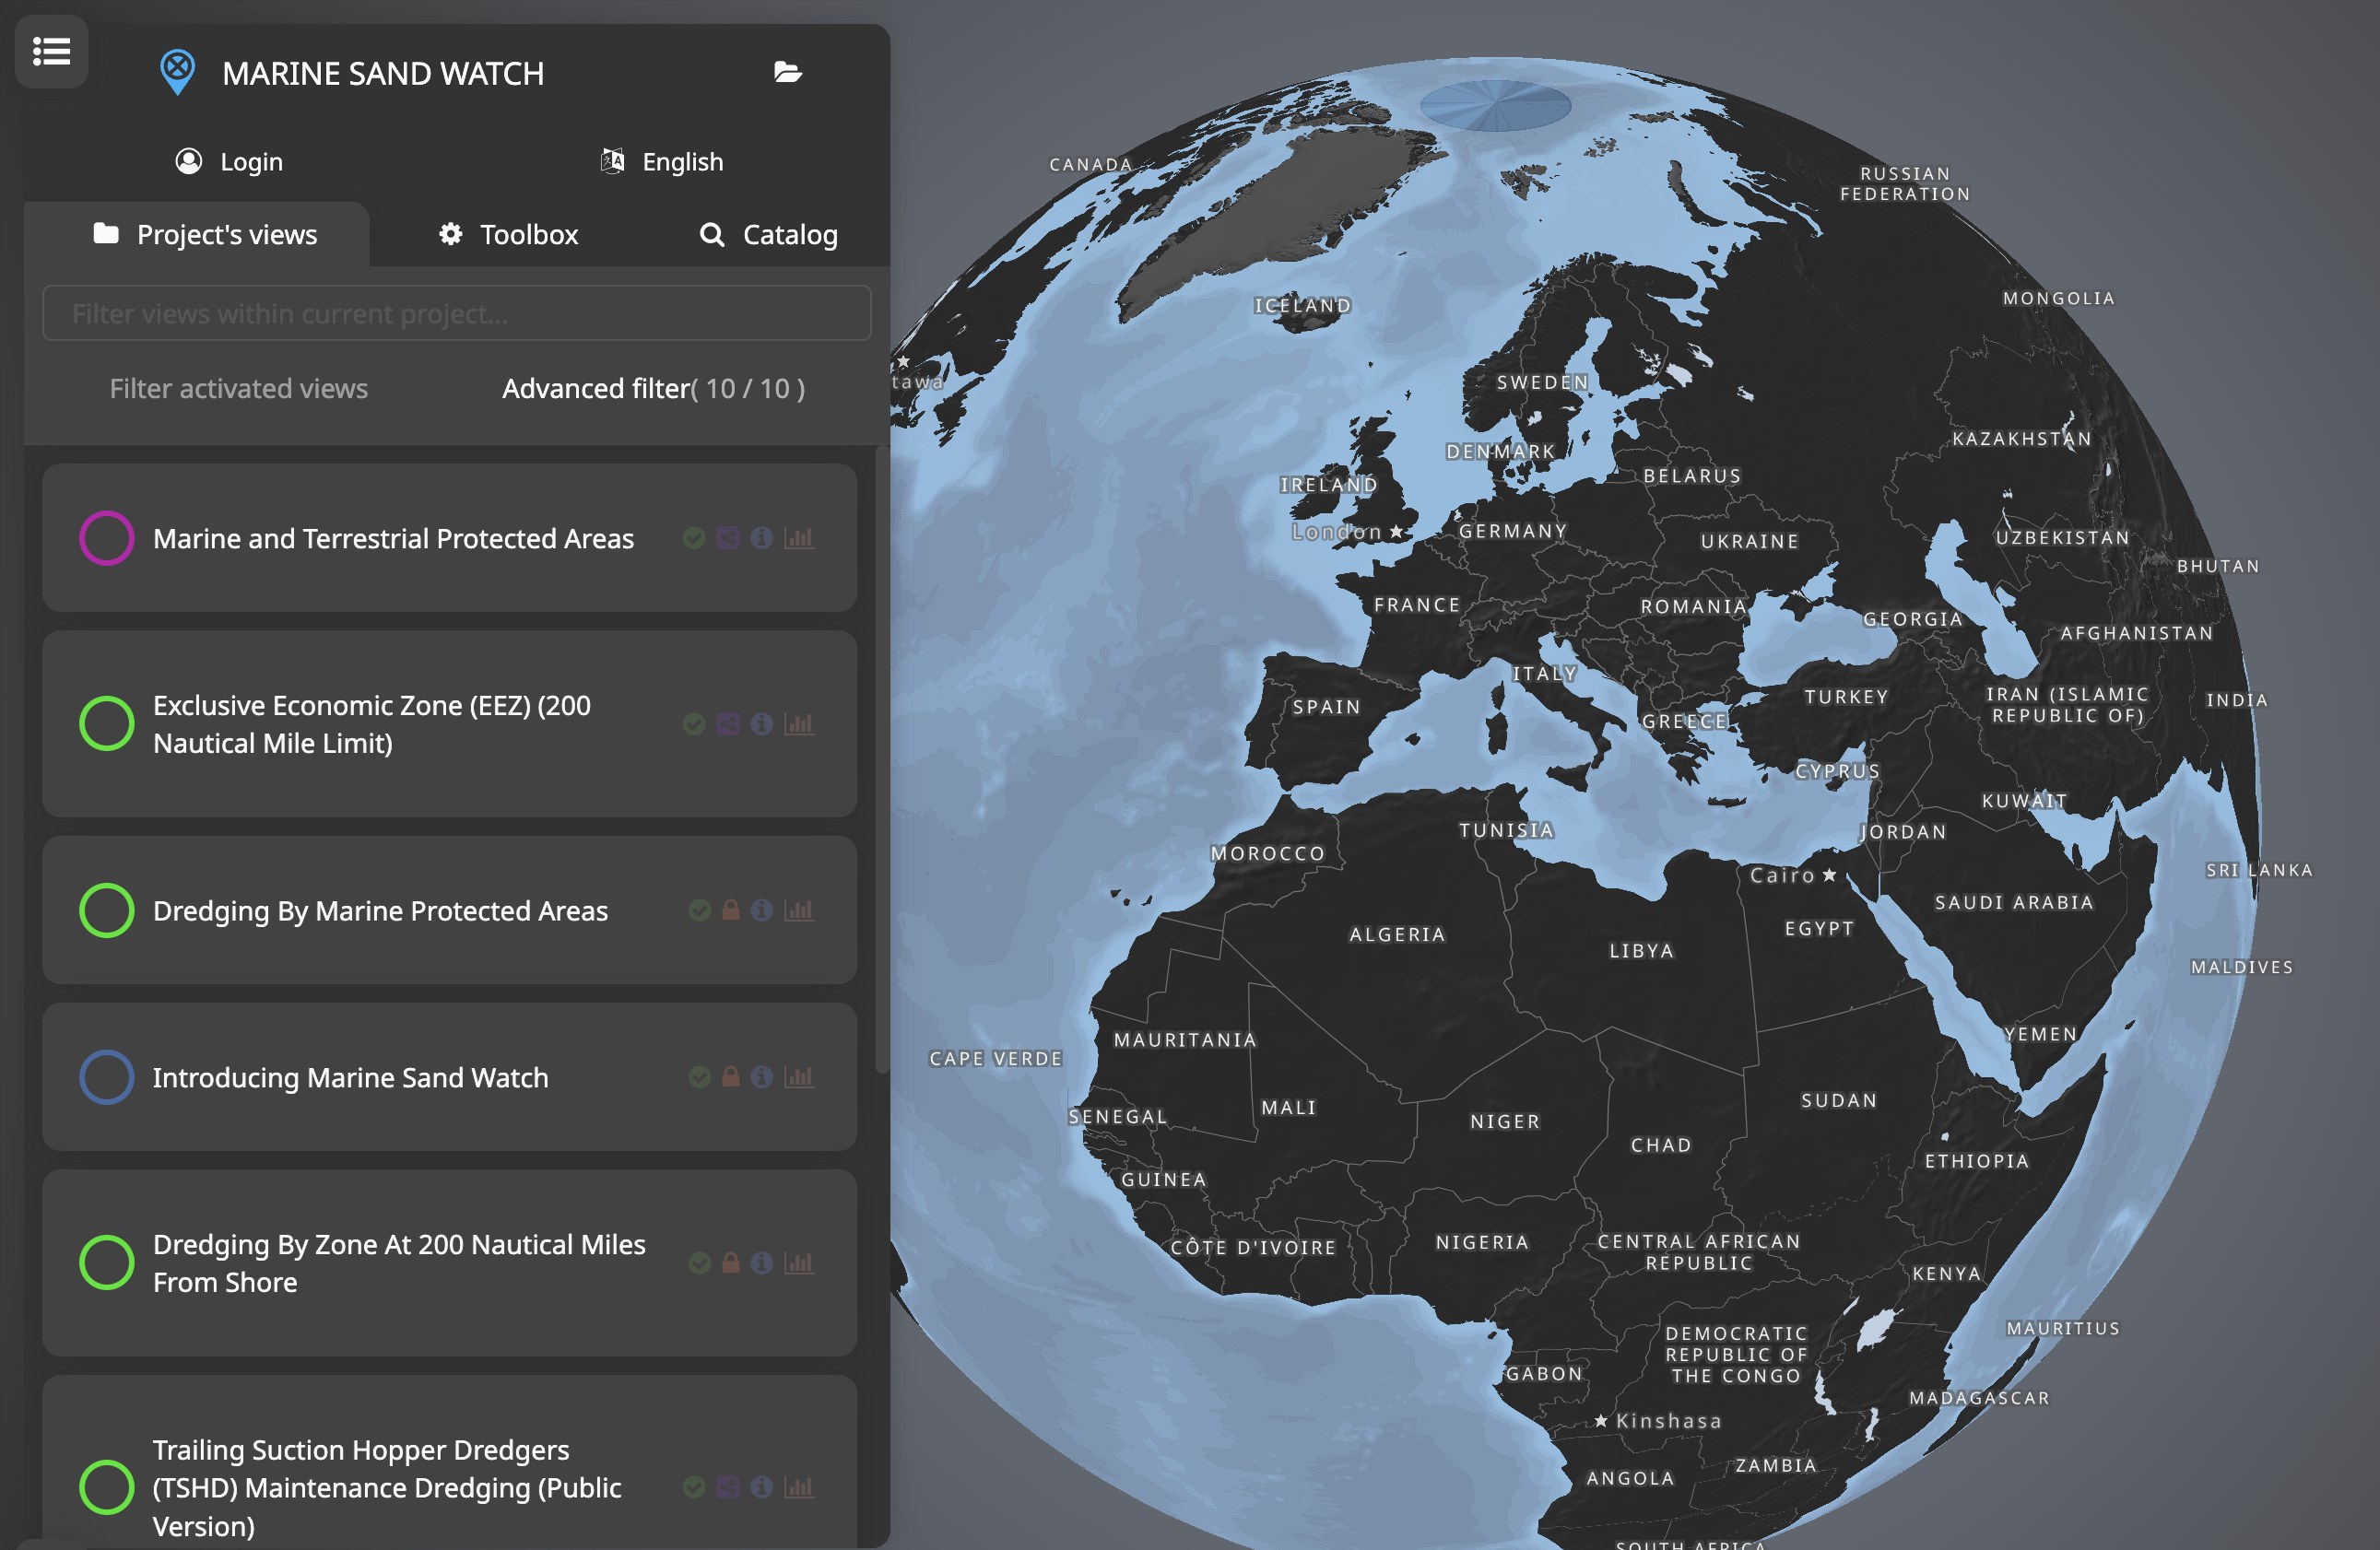 MARINE SAND WATCH
Login
English
Project's views
Toolbox
Catalog
Filter views within current project...
Filter activated views
Advanced filter( 10 / 10 )
Marine and Terrestrial Protected Areas
Exclusive Economic Zone (EEZ) (200
Nautical Mile Limit)
Dredging By Marine Protected Areas
Introducing Marine Sand Watch
Dredging By Zone At 200 Nautical Miles
From Shore
Trailing Suction Hopper Dredgers
(TSHD) Maintenance Dredging (Public
Version)
CANADA
RUSSIAN
FEDERATION
MONGOLIA
ICELAND
tawa
SWEDEN
KAZAKHSTAN
DENMARK
BELARUS
IRELAND
London
GERMANY
UKRAINE
UZBEKISTAN
BHUTAN
FRANCE
ROMANIA
GEORGIA
AFGHANISTAN
ITALY
SPAIN
TURKEY
IRAN (ISLAMIC
REPUBLIC OF)
INDIA
GREECE
CYPRUS
KUWAIT
TUNISIA
JORDAN
MOROCCO
Cairo
SRI LANKA
SAUDI ARABIA
ALGERIA
LIBYA
EGYPT
MALDIVES
MAURITANIA
YEMEN
CAPE VERDE
SENEGAL
MALI
NIGER
SUDAN
CHAD
GUINEA
ETHIOPIA
CÔTE D'IVOIRE
NIGERIA
CENTRAL AFRICAN
REPUBLIC
KENYA
DEMOCRATIC
REPUBLIC OF
THE CONGO
MAURITIUS
GABON
MADAGASCAR
Kinshasa
ANGOLA
ZAMBIA
SOUTH AFRICA